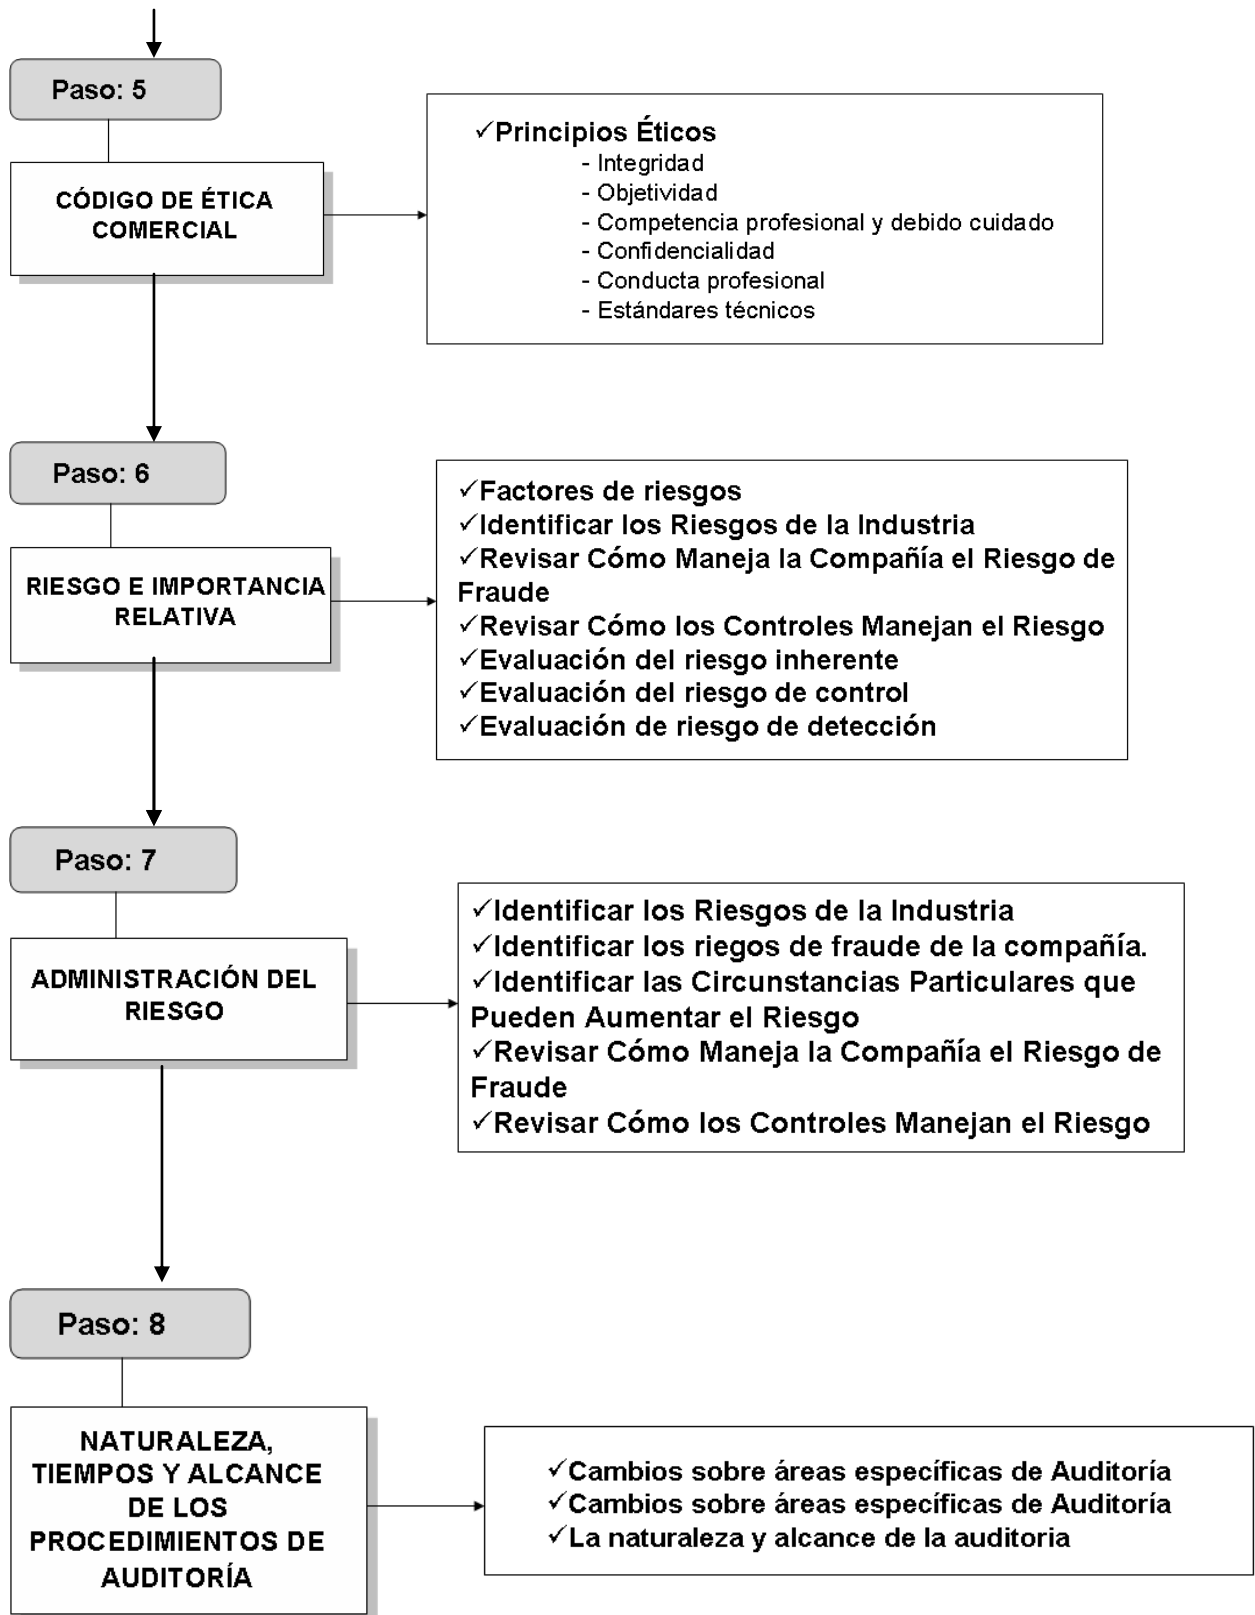 Paso: 5
CÓDIGO DE ÉTICA
COMERCIAL
✓Principios Éticos
- Integridad
- Objetividad
- Competencia profesional y debido cuidado
- Confidencialidad
- Conducta profesional
- Estándares técnicos
Paso: 6
RIESGO E IMPORTANCIA
RELATIVA
✓Factores de riesgos
✓Identificar los Riesgos de la Industria
✓Revisar Cómo Maneja la Compañía el Riesgo de
Fraude
✓Revisar Cómo los Controles Manejan el Riesgo
✓Evaluación del riesgo inherente
✓Evaluación del riesgo de control
✓Evaluación de riesgo de detección
Paso: 7
ADMINISTRACIÓN DEL
RIESGO
✓Identificar los Riesgos de la Industria
✓Identificar los riegos de fraude de la compañía.
✓Identificar las Circunstancias Particulares que
Pueden Aumentar el Riesgo
✓Revisar Cómo Maneja la Compañía el Riesgo de
Fraude
✓Revisar Cómo los Controles Manejan el Riesgo
Paso: 8
NATURALEZA,
TIEMPOS Y ALCANCE
DE LOS
PROCEDIMIENTOS DE
AUDITORÍA
✓Cambios sobre áreas específicas de Auditoría
✓Cambios sobre áreas específicas de Auditoría
✓La naturaleza y alcance de la auditoria